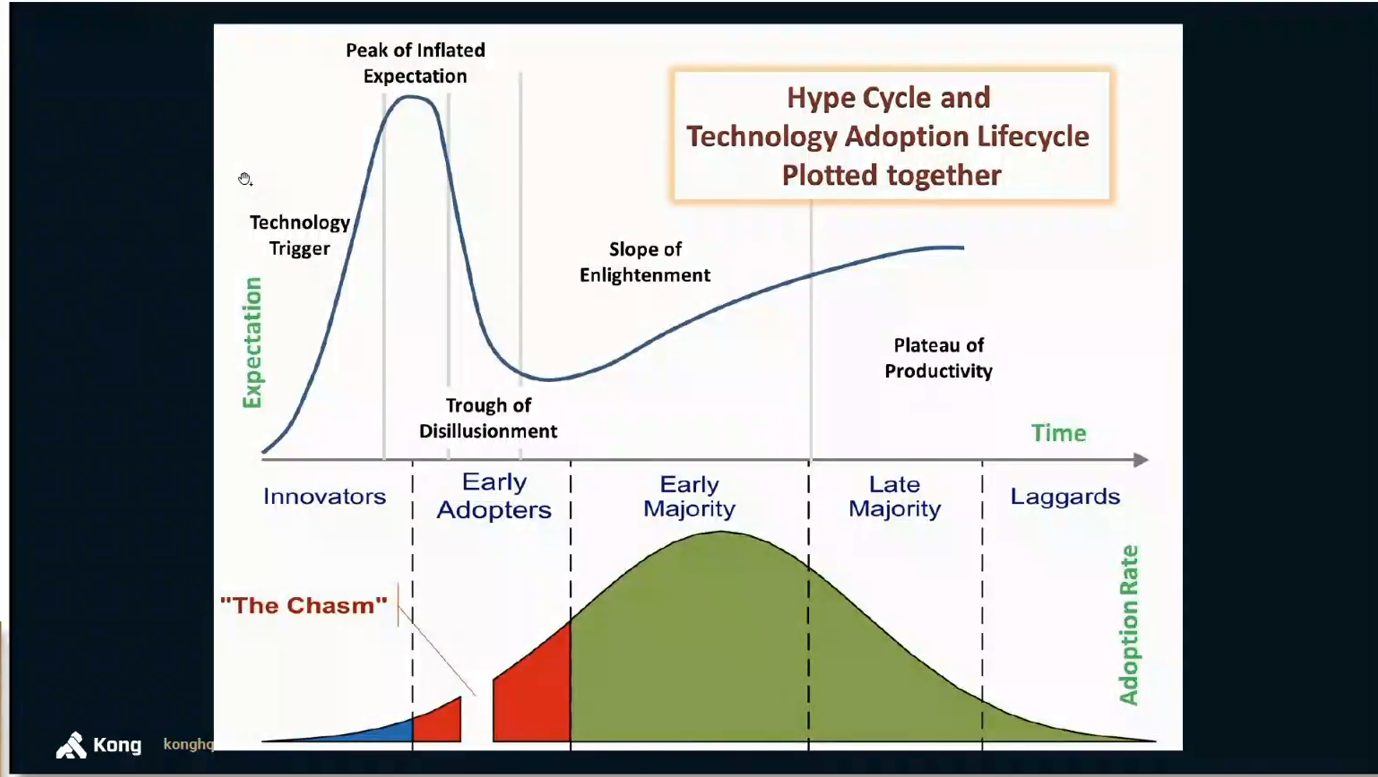 Peak of Inflated
Expectation
Hype Cycle and
Technology Adoption Lifecycle
Plotted together
Technology
Trigger
Slope of
Enlightenment
Expectation
Plateau of
Productivity
Trough of
Disillusionment
Time
Innovators
Early
Adopters
Early
Majority
Late
Majority
Laggards
"The Chasm"
Adoption Rate
Kong
konghq